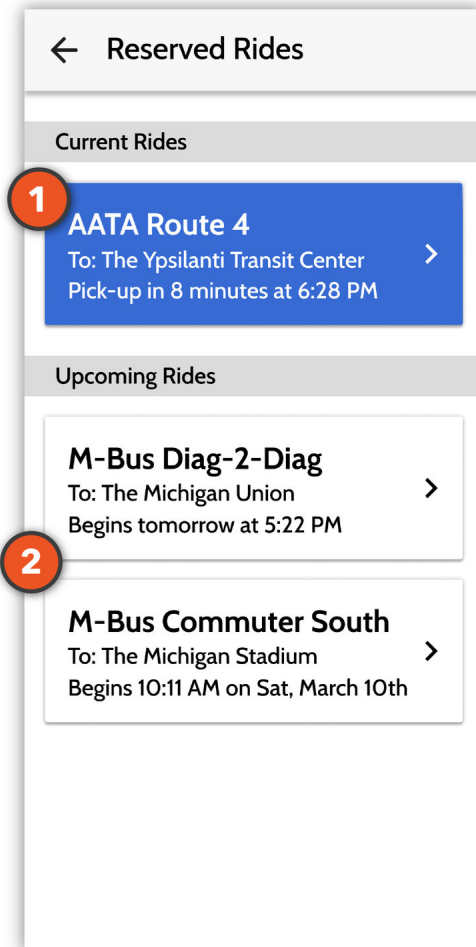 Reserved Rides
Current Rides
1
AATA Route 4
To: The Ypsilanti Transit Center
Pick-up in 8 minutes at 6:28 PM
Upcoming Rides
M-Bus Diag-2-Diag
To: The Michigan Union
Begins tomorrow at 5:22 PM
2
M-Bus Commuter South
To: The Michigan Stadium
Begins 10:11 AM on Sat, March 10th